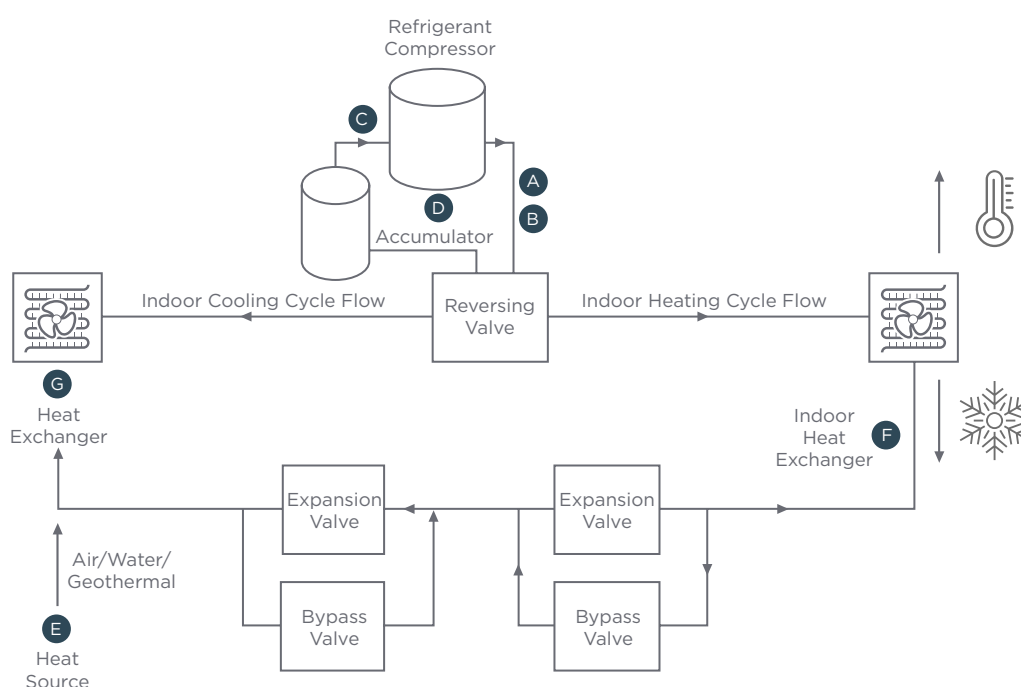 Refrigerant
Compressor
C
A
D
B
Accumulator
Indoor Cooling Cycle Flow
Reversing
Valve
Indoor Heating Cycle Flow
G
Heat
Exchanger
Indoor
Heat
Exchanger
F
Expansion
Valve
Expansion
Valve
Air/Water/
Geothermal
Bypass
Valve
Bypass
Valve
E
Heat
Source